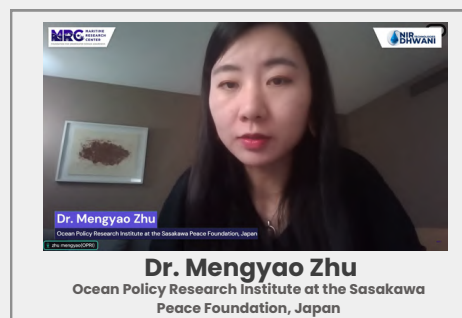 MRC MARITIME RESEARCH CENTER
NIR DHWANI
Dr. Mengyao Zhu
Ocean Policy Research Institute at the Sasakawa Peace Foundation, Japan
zhu mengyao(OPRI)
Dr. Mengyao Zhu
Ocean Policy Research Institute at the Sasakawa
Peace Foundation, Japan